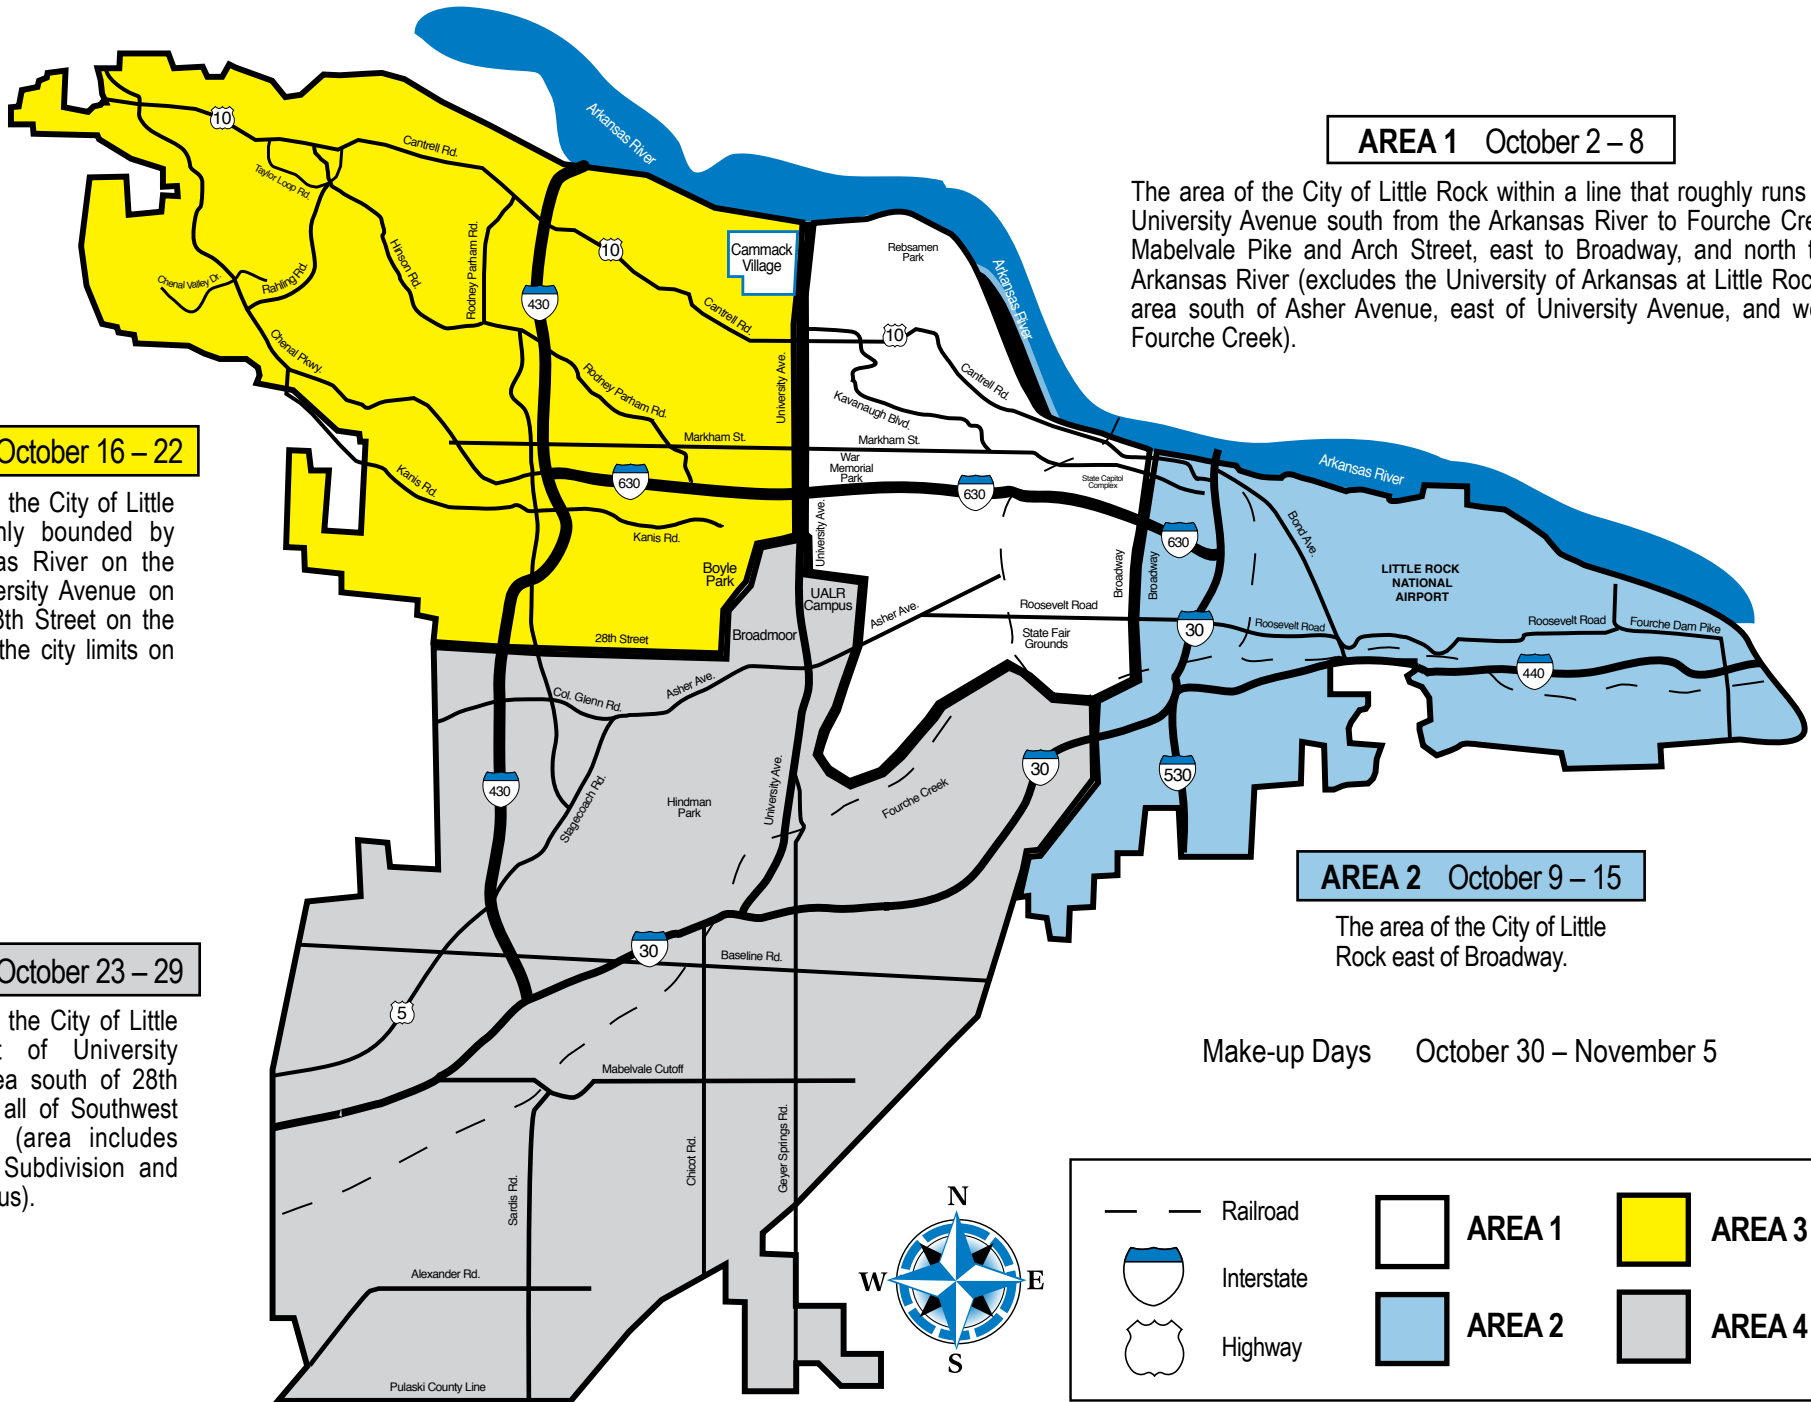 AREA 1 October 2 – 8
The area of the City of Little Rock within a line that roughly runs
University Avenue south from the Arkansas River to Fourche Cre
Mabelvale Pike and Arch Street, east to Broadway, and north t
Arkansas River (excludes the University of Arkansas at Little Roc
area south of Asher Avenue, east of University Avenue, and w
Fourche Creek).
October 16 – 22
the City of Little
nly bounded by
as River on the
ersity Avenue on
8th Street on the
the city limits on
October 23 – 29
the City of Little
t of University
ea south of 28th
all of Southwest
(area includes
Subdivision and
us).
AREA 2 October 9 – 15
The area of the City of Little
Rock east of Broadway.
Make-up Days October 30 – November 5
Arkansas River
Arkansas River
Arkansas River
10
Cantrell Rd.
Taylor Loop Rd.
Hinson Rd.
Rodney Parham Rd.
10
Cammack
Village
Rebsamen
Park
Chenal Valley Dr.
Rahling Rd.
430
Cantrell Rd.
10
Chenal Pkwy.
Rodney Parham Rd.
University Ave.
Kavanaugh Blvd.
Cantrell Rd.
Markham St.
Markham St.
War
Memorial
Park
State Capitol
Complex
Kanis Rd.
630
630
630
Kanis Rd.
University Ave.
Bond Ave.
Boyle
Park
Broadway
Broadway
LITTLE ROCK
NATIONAL
AIRPORT
UALR
Campus
28th Street
Broadmoor
Asher Ave.
Roosevelt Road
State Fair
Grounds
30
Roosevelt Road
Roosevelt Road
Fourche Dam Pike
440
Col. Glenn Rd.
Asher Ave.
430
Stagecoach Rd.
Hindman
Park
University Ave.
Fourche Creek
30
530
30
Baseline Rd.
5
Mabelvale Cutoff
Sardis Rd.
Chicot Rd.
Geyer Springs Rd.
Alexander Rd.
Pulaski County Line
N
W
E
S
Railroad
Interstate
Highway
AREA 1
AREA 2
AREA 3
AREA 4